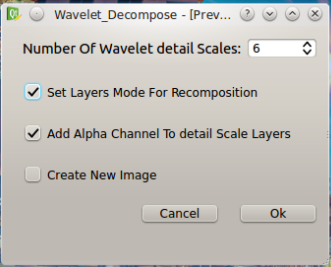 Wavelet_Decompose - [Prev...
Number Of Wavelet detail Scales: 6
Set Layers Mode For Recomposition
Add Alpha Channel To detail Scale Layers
Create New Image
Cancel Ok